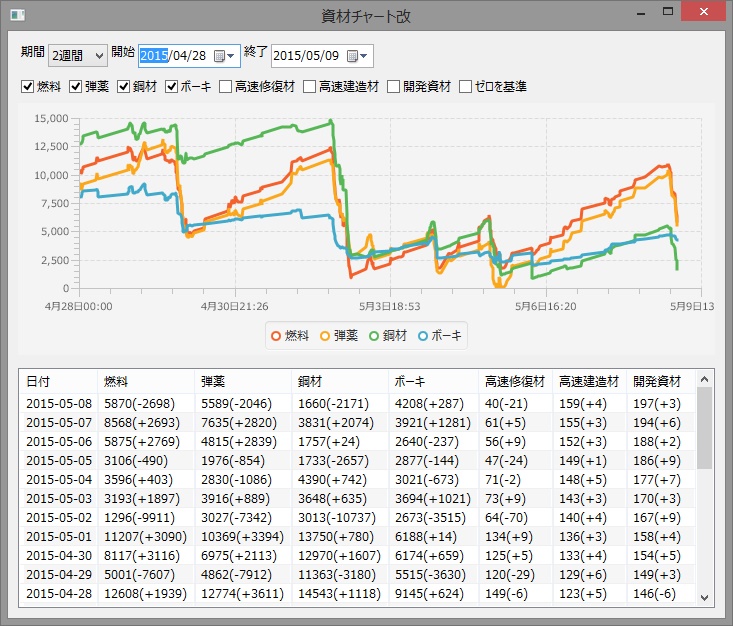 資材チャート改
期間 2週間 開始 2015/04/28 終了 2015/05/09
燃料 弾薬 鋼材 ボーキ 高速修復材 高速建造材 開発資材 ゼロを基準
15,000
12,500
10,000
7,500
5,000
2,500
0
4月28日00:00 4月30日21:26 5月3日18:53 5月6日16:20 5月9日13
燃料 弾薬 鋼材 ボーキ
日付 燃料 弾薬 鋼材 ボーキ 高速修復材 高速建造材 開発資材
2015-05-08 5870(-2698) 5589(-2046) 1660(-2171) 4208(+287) 40(-21) 159(+4) 197(+3)
2015-05-07 8568(+2693) 7635(+2820) 3831(+2074) 3921(+1281) 61(+5) 155(+3) 194(+6)
2015-05-06 5875(+2769) 4815(+2839) 1757(+24) 2640(-237) 56(+9) 152(+3) 188(+2)
2015-05-05 3106(-490) 1976(-854) 1733(-2657) 2877(-144) 47(-24) 149(+1) 186(+9)
2015-05-04 3596(+403) 2830(-1086) 4390(+742) 3021(-673) 71(-2) 148(+5) 177(+7)
2015-05-03 3193(+1897) 3916(+889) 3648(+635) 3694(+1021) 73(+9) 143(+3) 170(+3)
2015-05-02 1296(-9911) 3027(-7342) 3013(-10737) 2673(-3515) 64(-70) 140(+4) 167(+9)
2015-05-01 11207(+3090) 10369(+3394) 13750(+780) 6188(+14) 134(+9) 136(+3) 158(+4)
2015-04-30 8117(+3116) 6975(+2113) 12970(+1607) 6174(+659) 125(+5) 133(+4) 154(+5)
2015-04-29 5001(-7607) 4862(-7912) 11363(-3180) 5515(-3630) 120(-29) 129(+6) 149(+3)
2015-04-28 12608(+1939) 12774(+3611) 14543(+1118) 9145(+624) 149(-6) 123(+5) 146(-6)